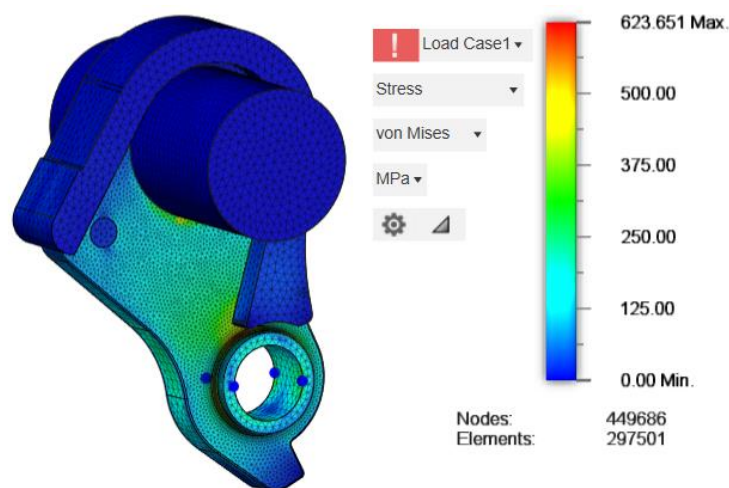 ! Load Case1
Stress
von Mises
MPa
623.651 Max.
500.00
375.00
250.00
125.00
0.00 Min.
Nodes: 449686
Elements: 297501